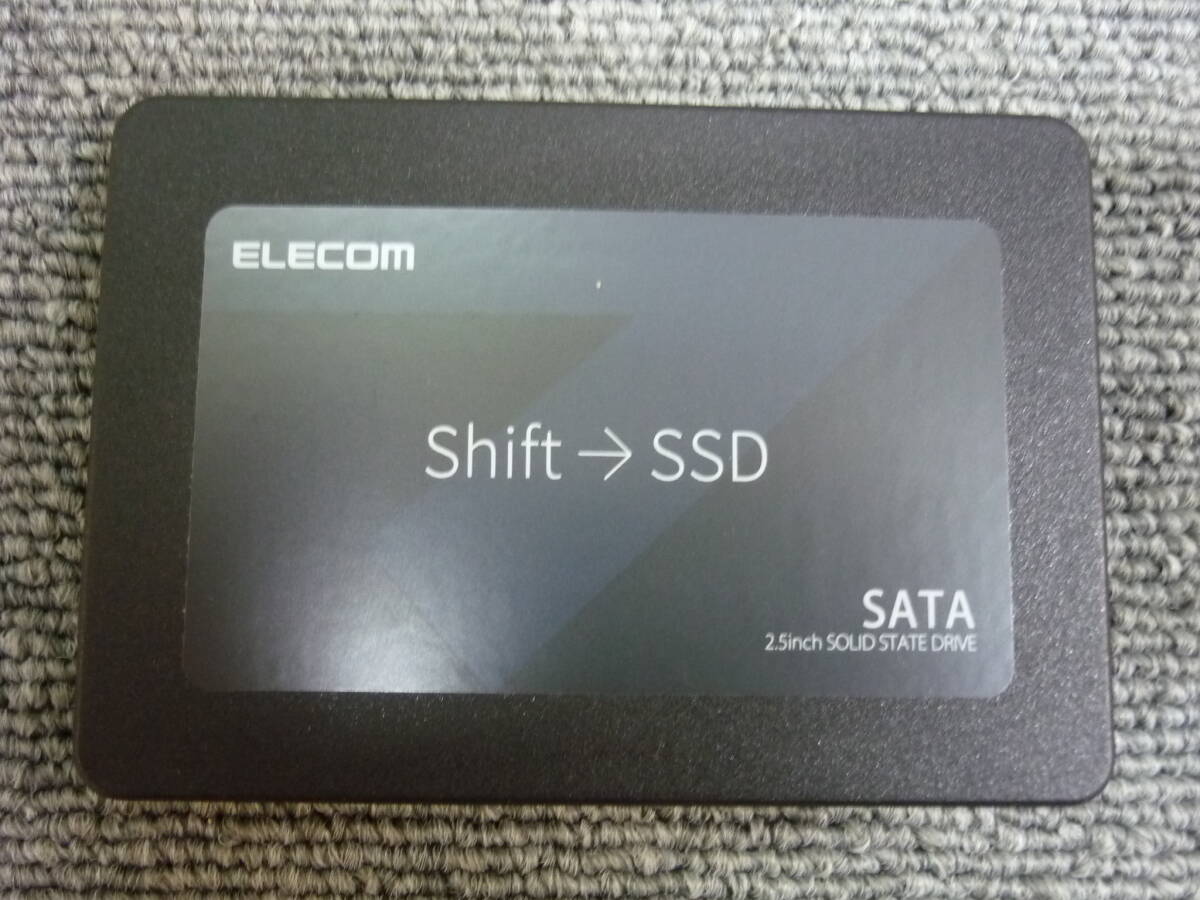 ELECOM
Shift → SSD
SATA
2.5inch SOLID STATE DRIVE